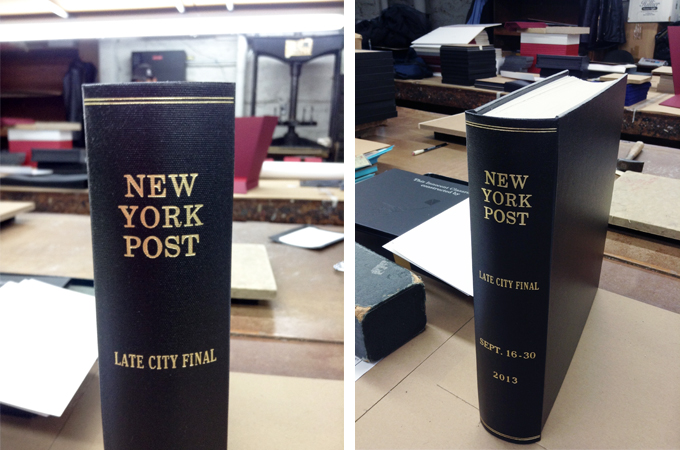 NEW
YORK
POST
LATE CITY FINAL
NEW
YORK
POST
LATE CITY FINAL
SEPT. 16-30
2013